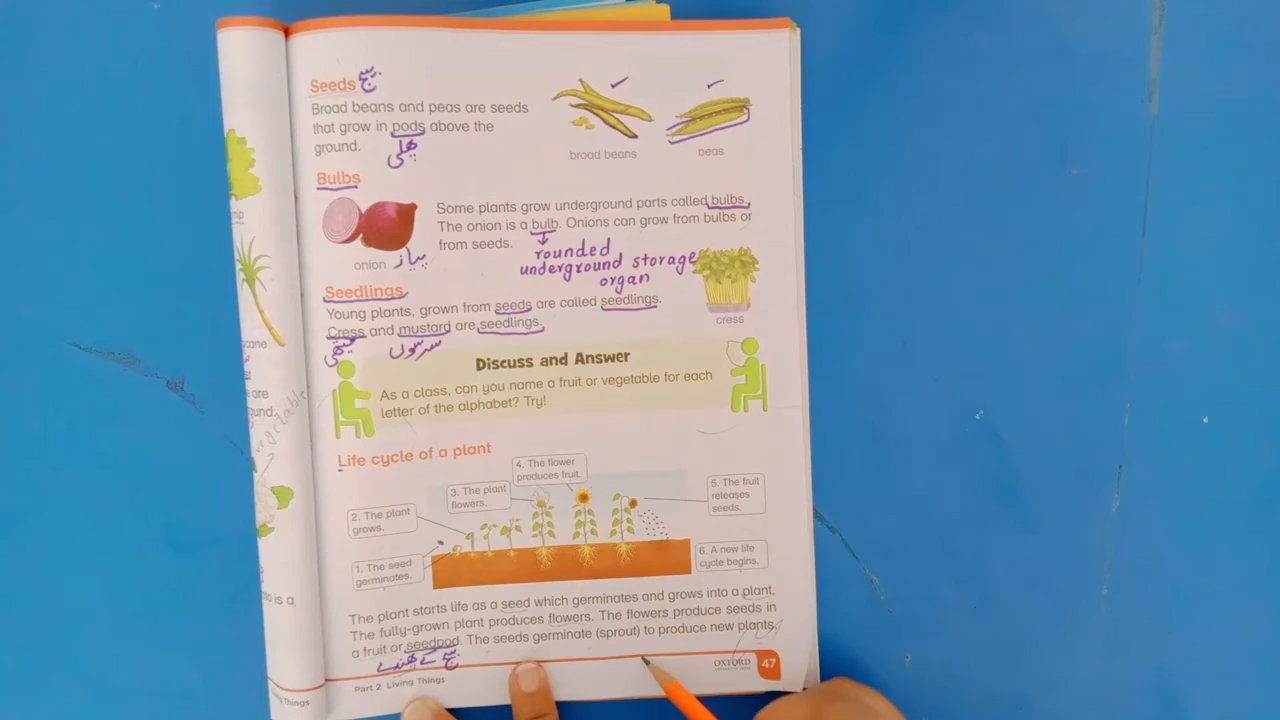 Seeds بیج
Broad beans and peas are seeds
that grow in pods above the
ground.
پھلی
broad beans
peas
Bulbs
Some plants grow underground parts called bulbs.
The onion is a bulb. Onions can grow from bulbs or
from seeds.
rounded
underground storage
organ
onion پیاز
Seedlings
Young plants, grown from seeds are called seedlings.
Cress and mustard are seedlings.
سرسوں
cress
Discuss and Answer
As a class, can you name a fruit or vegetable for each
letter of the alphabet? Try!
Life cycle of a plant
4. The flower
produces fruit.
3. The plant
flowers.
5. The fruit
releases
seeds.
2. The plant
grows.
1. The seed
germinates.
6. A new life
cycle begins.
The plant starts life as a seed which germinates and grows into a plant.
The fully-grown plant produces flowers. The flowers produce seeds in
a fruit or seedpod. The seeds germinate (sprout) to produce new plants.
Part 2 Living Things
OXFORD
47
cane
are
vegetable